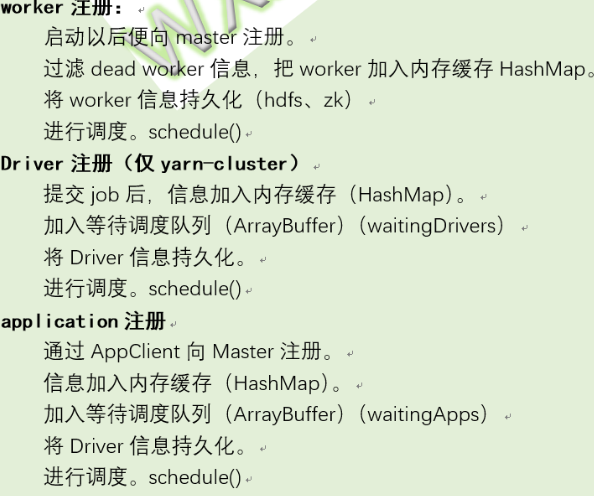 worker 注册：
启动以后便向 master 注册。
过滤 dead worker 信息，把 worker 加入内存缓存 HashMap。
将 worker 信息持久化（hdfs、zk）
进行调度。schedule()
Driver 注册（仅 yarn-cluster）
提交 job 后，信息加入内存缓存（HashMap）。
加入等待调度队列（ArrayBuffer）（waitingDrivers）
将 Driver 信息持久化。
进行调度。schedule()
application 注册
通过 AppClient 向 Master 注册。
信息加入内存缓存（HashMap）。
加入等待调度队列（ArrayBuffer）（waitingApps）
将 Driver 信息持久化。
进行调度。schedule()